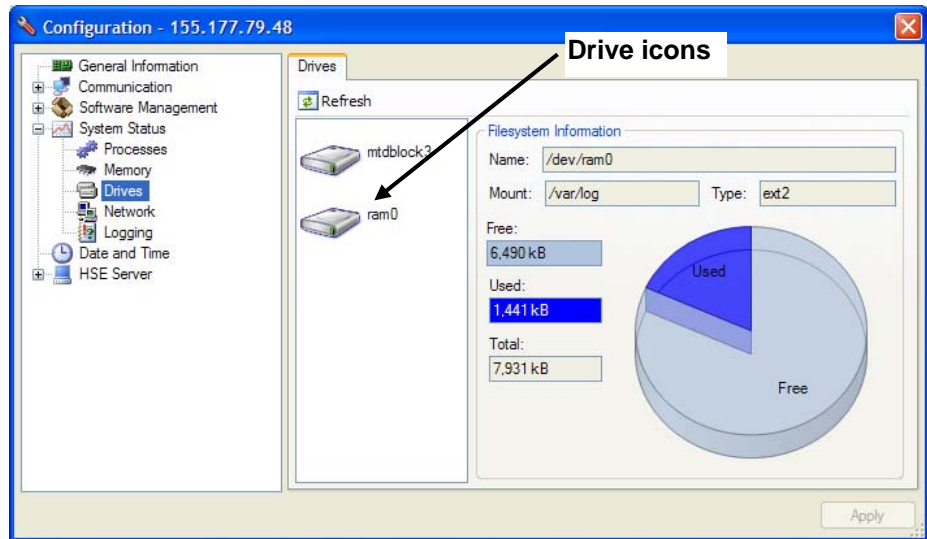 Configuration - 155.177.79.48
Drive icons
General Information
Communication
Software Management
System Status
Processes
Memory
Drives
Network
Logging
Date and Time
HSE Server
Drives
Refresh
mtdblock3
ram0
Filesystem Information
Name: /dev/ram0
Mount: /var/log Type: ext2
Free:
6,490 kB
Used:
1,441 kB
Total:
7,931 kB
Used
Free
Apply